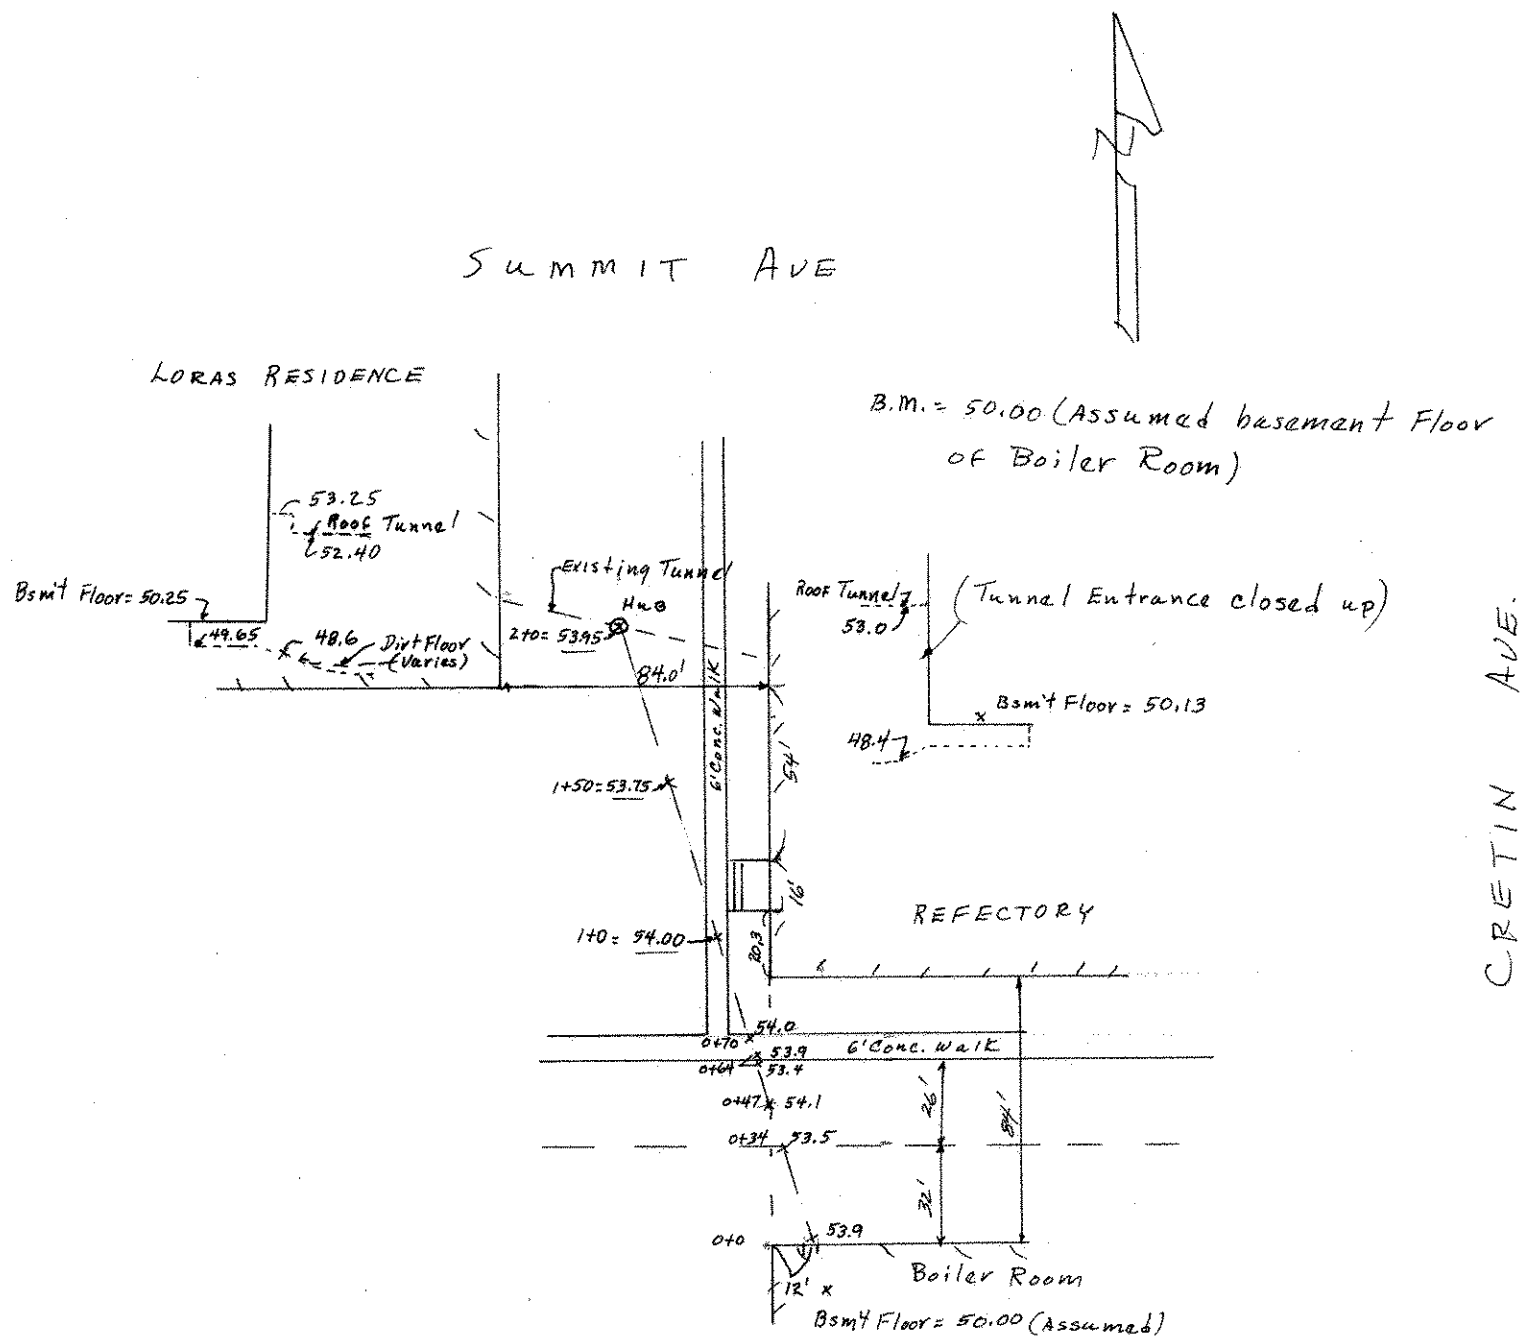 N
SUMMIT AVE
LORAS RESIDENCE
B.M. = 50.00 (Assumed basement Floor
of Boiler Room)
53.25
Roof Tunnel
52.40
Existing Tunnel
Hub
Bsm't Floor = 50.25
49.65
48.6
Dirt Floor
(Varies)
2+0 = 53.95
84.0'
Roof Tunnel
53.0
(Tunnel Entrance closed up)
Bsm't Floor = 50.13
48.4
CRETIN AVE.
6' Conc. Walk
54'
1+50 = 53.75
16'
REFECTORY
1+0 = 54.00
20.3
54.0
0+70
53.9
6' Conc. Walk
0+64
53.4
0+47
54.1
26'
84'
0+34
53.5
32'
0+0
53.9
12'
Boiler Room
Bsm't Floor = 50.00 (Assumed)